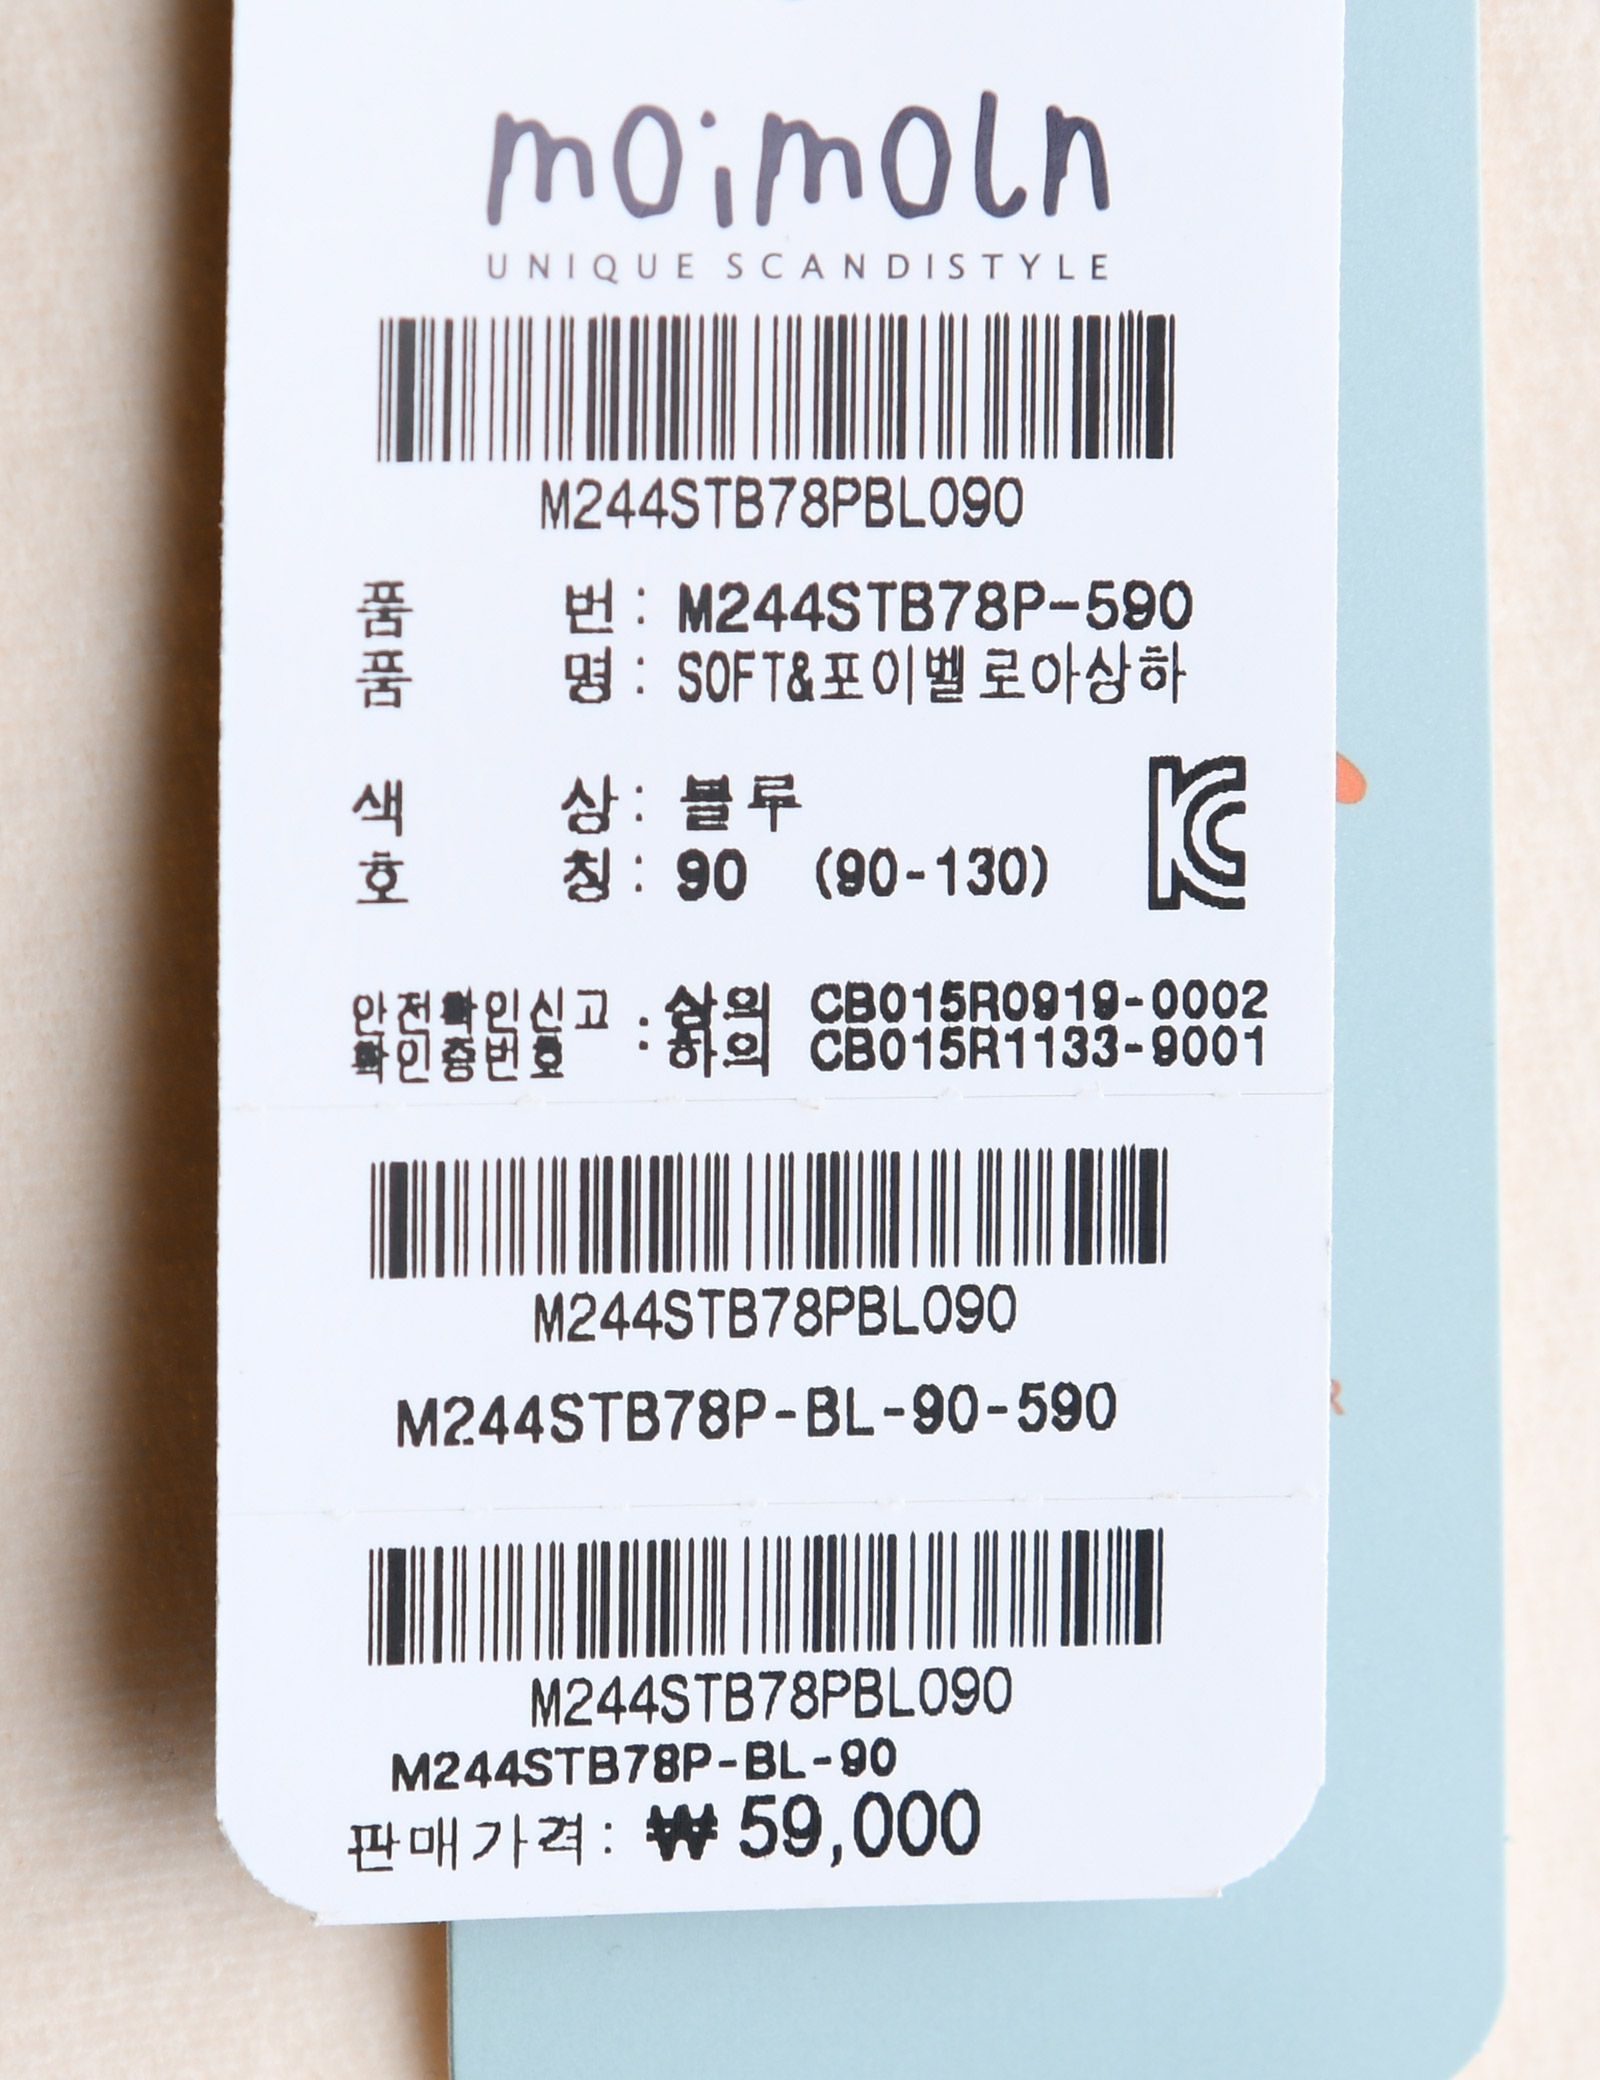 moimoln
UNIQUE SCANDISTYLE
M244STB78PBL090
품 번 : M244STB78P-590
품 명 : SOFT&포이벨로아상하
색 상 : 블루
호 칭 : 90 (90-130)
안전확인신고 : 상의 CB015R0919-0002
확인증번호 : 하의 CB015R1133-9001
M244STB78PBL090
M244STB78P-BL-90-590
M244STB78PBL090
M244STB78P-BL-90
판매가격: ₩ 59,000